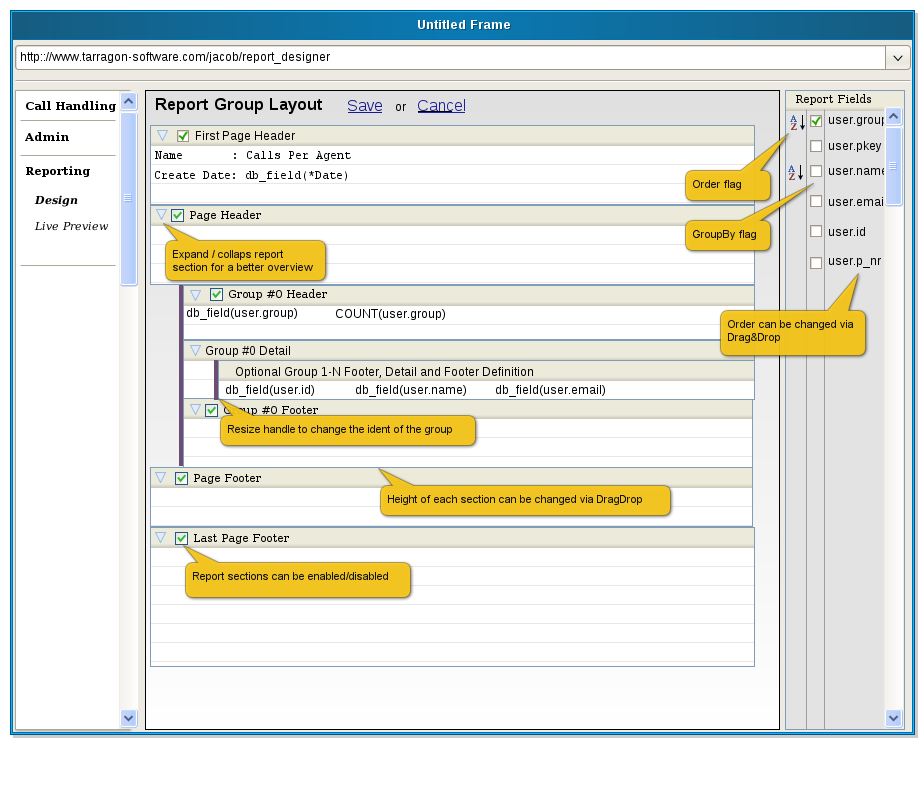 Untitled Frame
http://www.tarragon-software.com/jacob/report_designer
Call Handling
Admin
Reporting
Design
Live Preview
Report Group Layout Save or Cancel
First Page Header
Name : Calls Per Agent
Create Date: db_field(*Date)
Page Header
Expand / collaps report
section for a better overview
Group #0 Header
db_field(user.group) COUNT(user.group)
Group #0 Detail
Optional Group 1-N Footer, Detail and Footer Definition
db_field(user.id) db_field(user.name) db_field(user.email)
Group #0 Footer
Resize handle to change the ident of the group
Page Footer
Height of each section can be changed via DragDrop
Last Page Footer
Report sections can be enabled/disabled
Report Fields
A
Z
user.group
user.pkey
A
Z
user.name
user.email
user.id
user.p_nr
Order flag
GroupBy flag
Order can be changed via
Drag&Drop